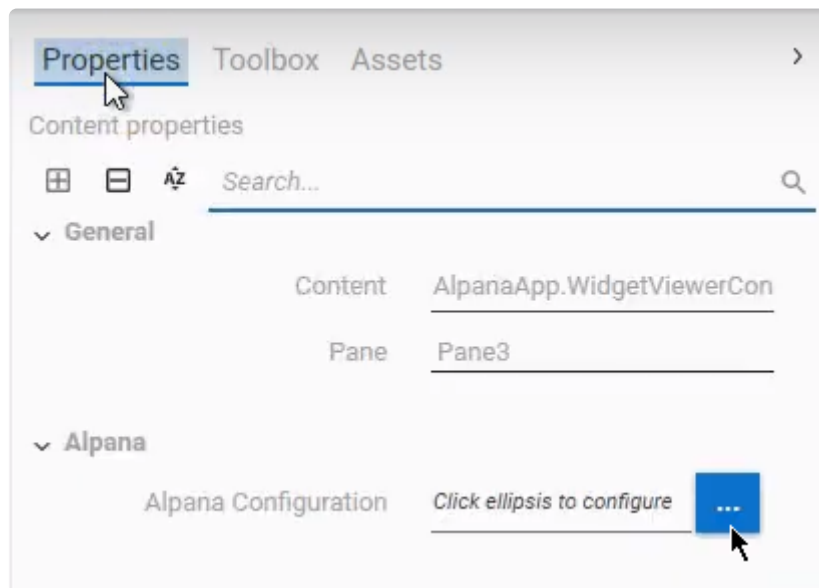 Properties Toolbox Assets
Content properties
AZ Search...
General
Content AlpanaApp.WidgetViewerCon
Pane Pane3
Alpana
Alpana Configuration Click ellipsis to configure ...